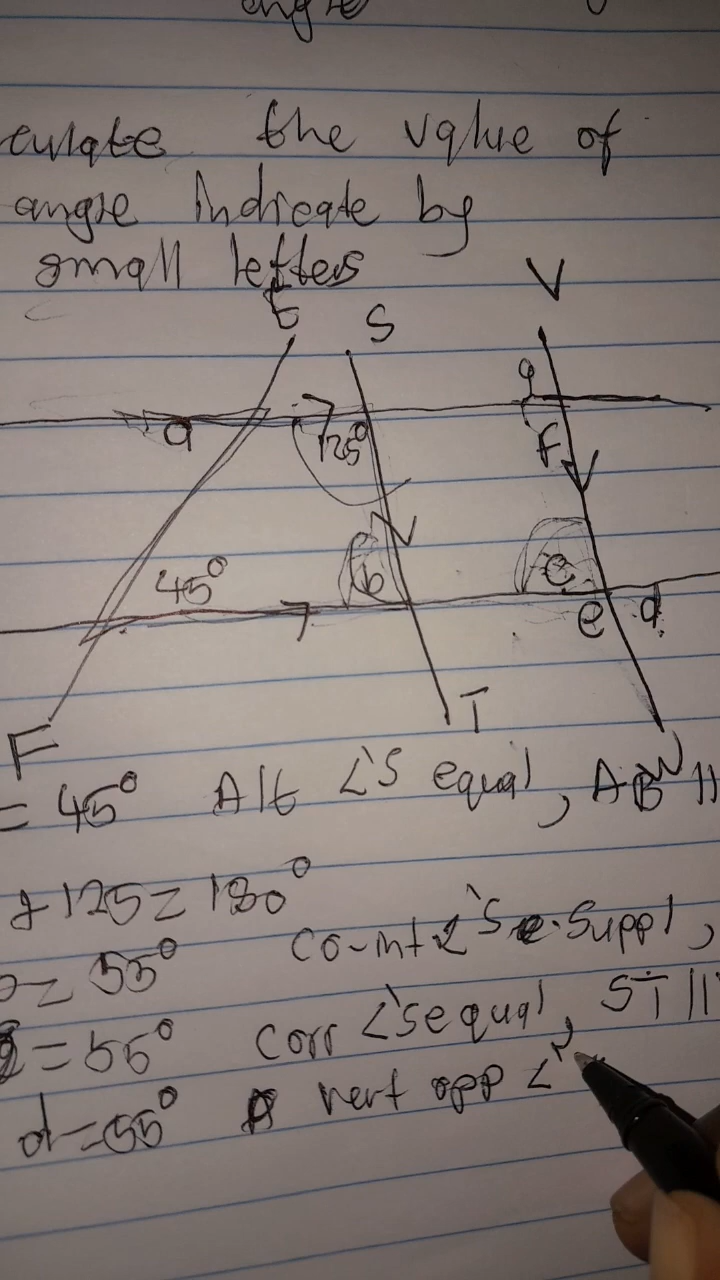 angle
culate the value of
angle indicate by
small letters
E S V
a 125° g f
45° b c
e d
F T W
= 45° Alt <'s equal, AB ||
+ 125 = 180°
b = 55° Co-int <'s suppl,
c = 55° Corr <'s equal, ST ||
d = 55° vert opp <'s